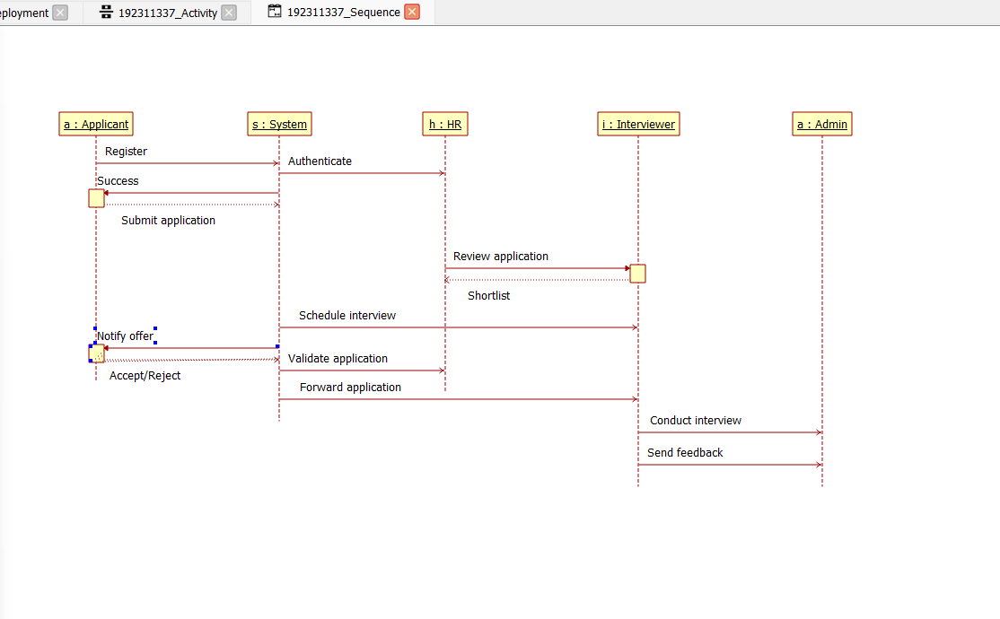 eployment
192311337_Activity
192311337_Sequence
a : Applicant
s : System
h : HR
i : Interviewer
a : Admin
Register
Authenticate
Success
Submit application
Review application
Shortlist
Schedule interview
Notify offer
Validate application
Accept/Reject
Forward application
Conduct interview
Send feedback